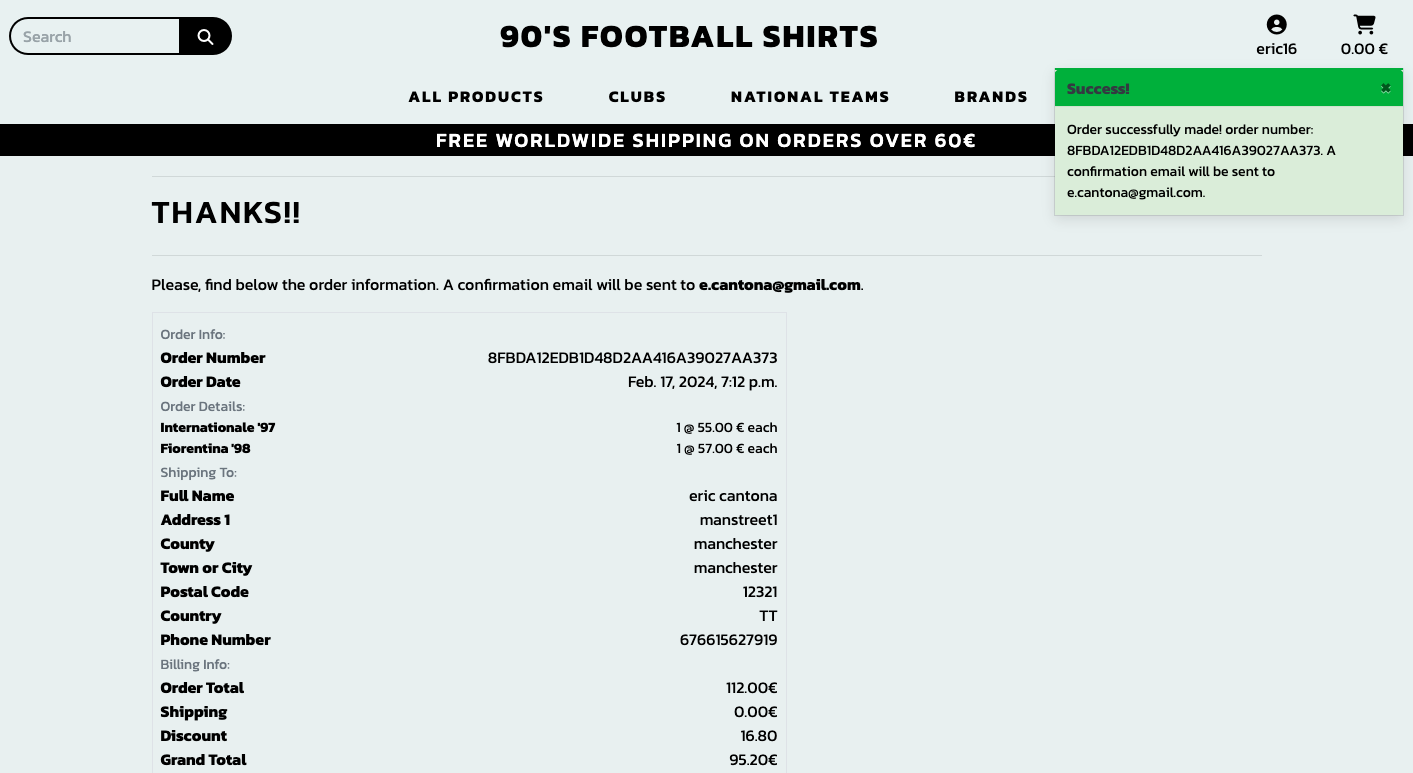 Search
90'S FOOTBALL SHIRTS
eric16
0.00 €
ALL PRODUCTS CLUBS NATIONAL TEAMS BRANDS
Success! ×
Order successfully made! order number:
8FBDA12EDB1D48D2AA416A39027AA373. A
confirmation email will be sent to
e.cantona@gmail.com.
FREE WORLDWIDE SHIPPING ON ORDERS OVER 60€
THANKS!!
Please, find below the order information. A confirmation email will be sent to e.cantona@gmail.com.
Order Info:
Order Number 8FBDA12EDB1D48D2AA416A39027AA373
Order Date Feb. 17, 2024, 7:12 p.m.
Order Details:
Internationale '97 1 @ 55.00 € each
Fiorentina '98 1 @ 57.00 € each
Shipping To:
Full Name eric cantona
Address 1 manstreet1
County manchester
Town or City manchester
Postal Code 12321
Country TT
Phone Number 676615627919
Billing Info:
Order Total 112.00€
Shipping 0.00€
Discount 16.80
Grand Total 95.20€